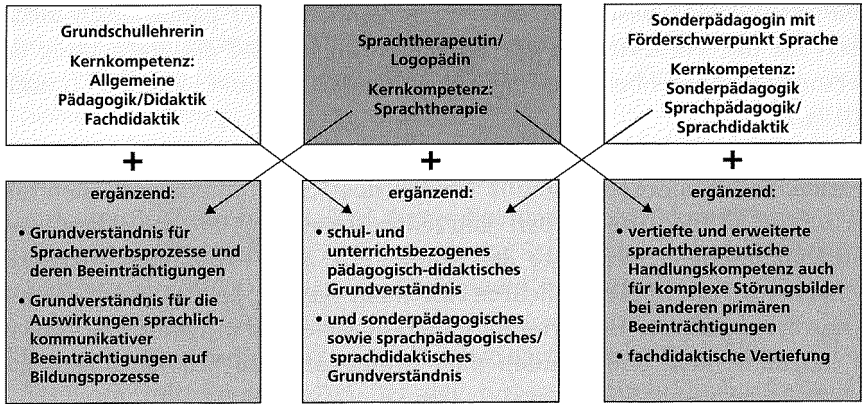 Grundschullehrerin
Kernkompetenz:
Allgemeine
Pädagogik/Didaktik
Fachdidaktik
Sprachtherapeutin/
Logopädin
Kernkompetenz:
Sprachtherapie
Sonderpädagogin mit
Förderschwerpunkt Sprache
Kernkompetenz:
Sonderpädagogik
Sprachpädagogik/
Sprachdidaktik
+
+
+
ergänzend:
• Grundverständnis für
Spracherwerbsprozesse und
deren Beeinträchtigungen
• Grundverständnis für die
Auswirkungen sprachlich-
kommunikativer
Beeinträchtigungen auf
Bildungsprozesse
ergänzend:
• schul- und
unterrichtsbezogenes
pädagogisch-didaktisches
Grundverständnis
• und sonderpädagogisches
sowie sprachpädagogisches/
sprachdidaktisches
Grundverständnis
ergänzend:
• vertiefte und erweiterte
sprachtherapeutische
Handlungskompetenz auch
für komplexe Störungsbilder
bei anderen primären
Beeinträchtigungen
• fachdidaktische Vertiefung